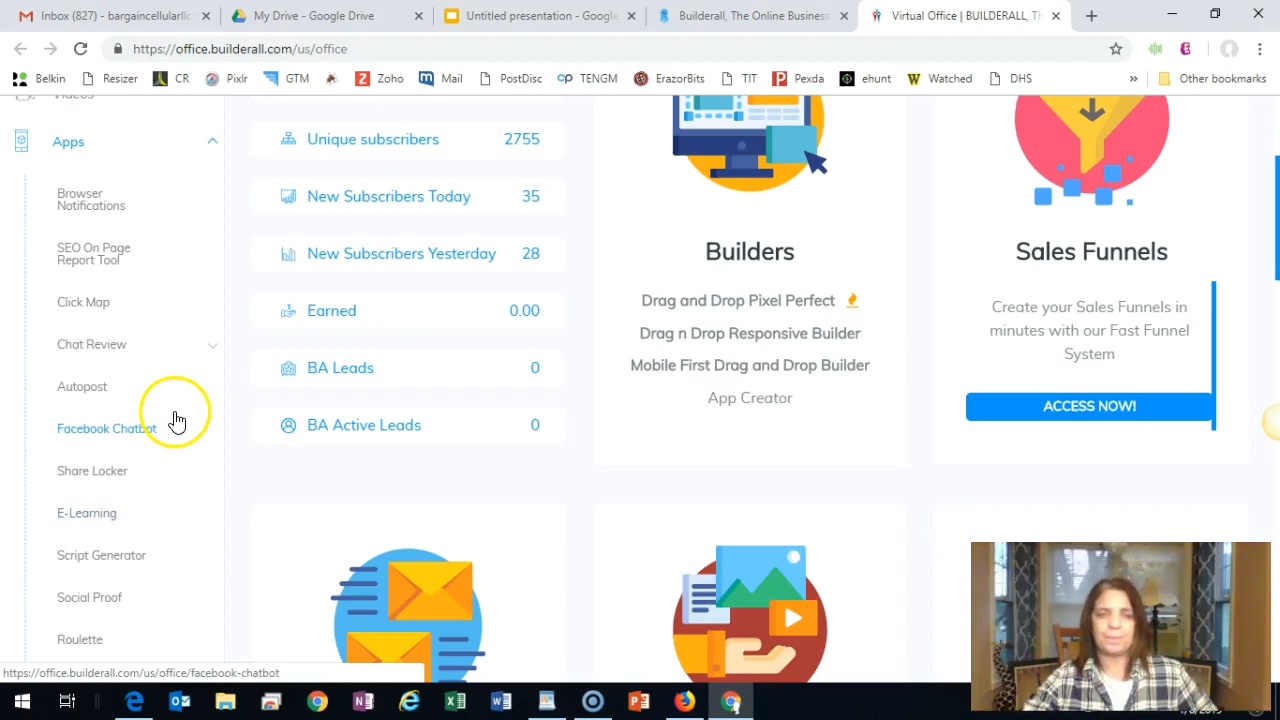 Inbox (827) - bargaincellularllc
My Drive - Google Drive
Untitled presentation - Google
Builderall, The Online Business
Virtual Office | BUILDERALL, Th
https://office.builderall.com/us/office
Belkin
Resizer
CR
Pixlr
GTM
Zoho
Mail
PostDisc
TENGM
ErazorBits
TIT
Pexda
ehunt
Watched
DHS
»
Other bookmarks
Videos
Apps
Browser
Notifications
SEO On Page
Report Tool
Click Map
Chat Review
Autopost
Facebook Chatbot
Share Locker
E-Learning
Script Generator
Social Proof
Roulette
Unique subscribers 2755
New Subscribers Today 35
New Subscribers Yesterday 28
Earned 0.00
BA Leads 0
BA Active Leads 0
Builders
Drag and Drop Pixel Perfect
Drag n Drop Responsive Builder
Mobile First Drag and Drop Builder
App Creator
Sales Funnels
Create your Sales Funnels in
minutes with our Fast Funnel
System
ACCESS NOW!
https://office.builderall.com/us/office/facebook-chatbot